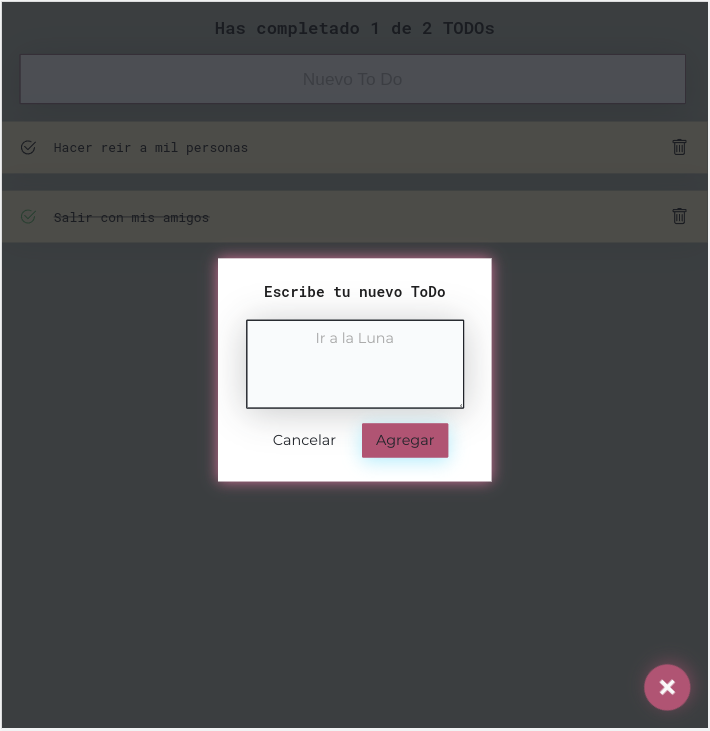 Has completado 1 de 2 TODOs
Nuevo To Do
Hacer reir a mil personas
Salir con mis amigos
Escribe tu nuevo ToDo
Ir a la Luna
Cancelar Agregar